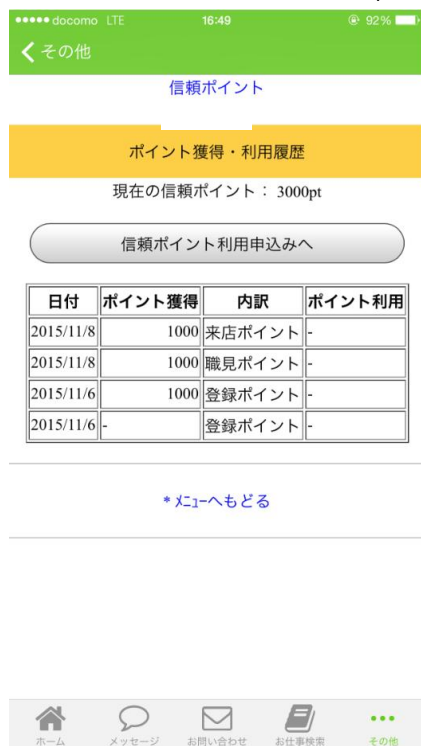 docomo LTE 16:49 92%
その他
信頼ポイント
ポイント獲得・利用履歴
現在の信頼ポイント： 3000pt
信頼ポイント利用申込みへ
日付 ポイント獲得 内訳 ポイント利用
2015/11/8 1000 来店ポイント -
2015/11/8 1000 職見ポイント -
2015/11/6 1000 登録ポイント -
2015/11/6 - 登録ポイント -
* ﾒﾆｭｰへもどる
ホーム メッセージ お問い合わせ お仕事検索 その他